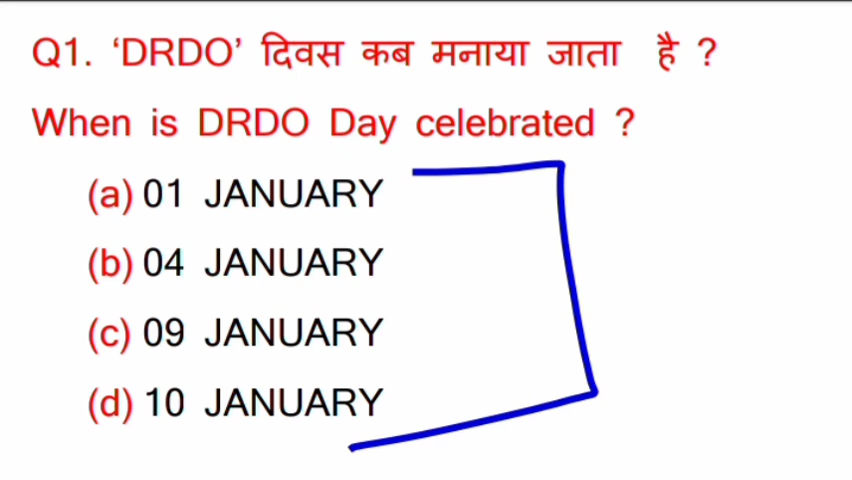 Q1. ‘DRDO’ दिवस कब मनाया जाता है ?
When is DRDO Day celebrated ?
(a) 01 JANUARY
(b) 04 JANUARY
(c) 09 JANUARY
(d) 10 JANUARY